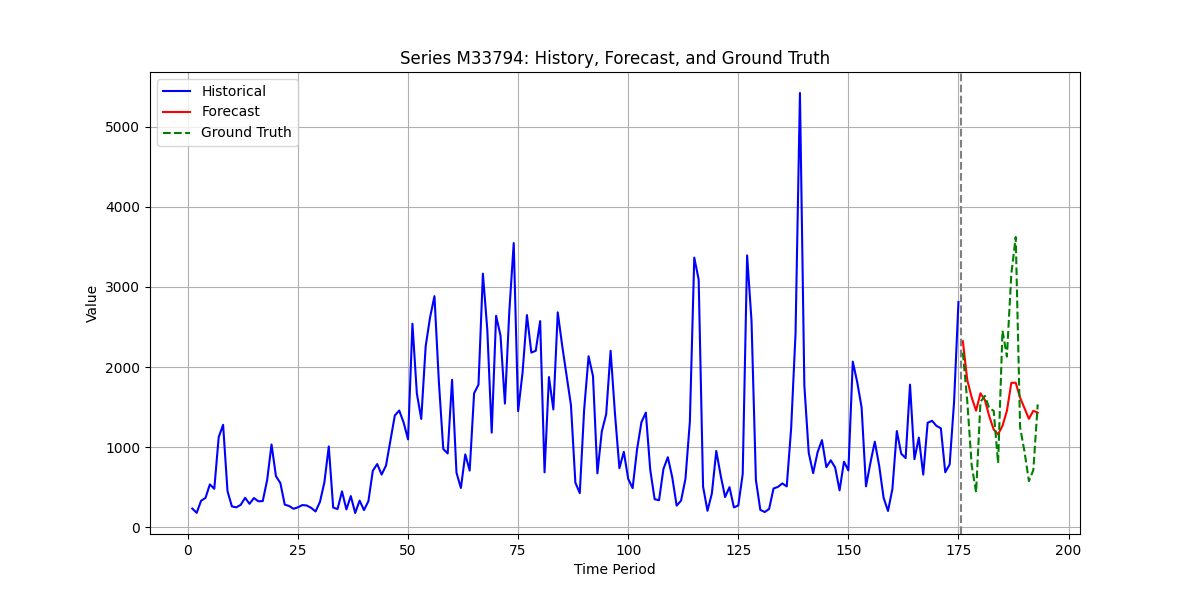 Series M33794: History, Forecast, and Ground Truth
Historical
Forecast
Ground Truth
Value
5000
4000
3000
2000
1000
0
0 25 50 75 100 125 150 175 200
Time Period